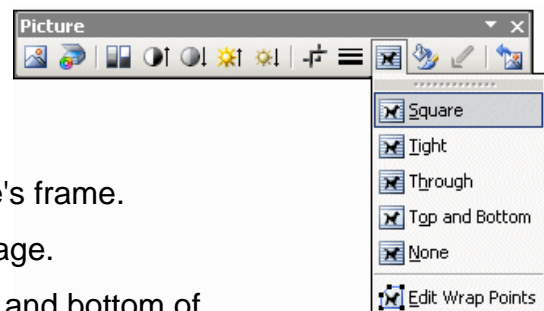 Picture
Square
Tight
Through
Top and Bottom
None
Edit Wrap Points
's frame.
age.
and bottom of